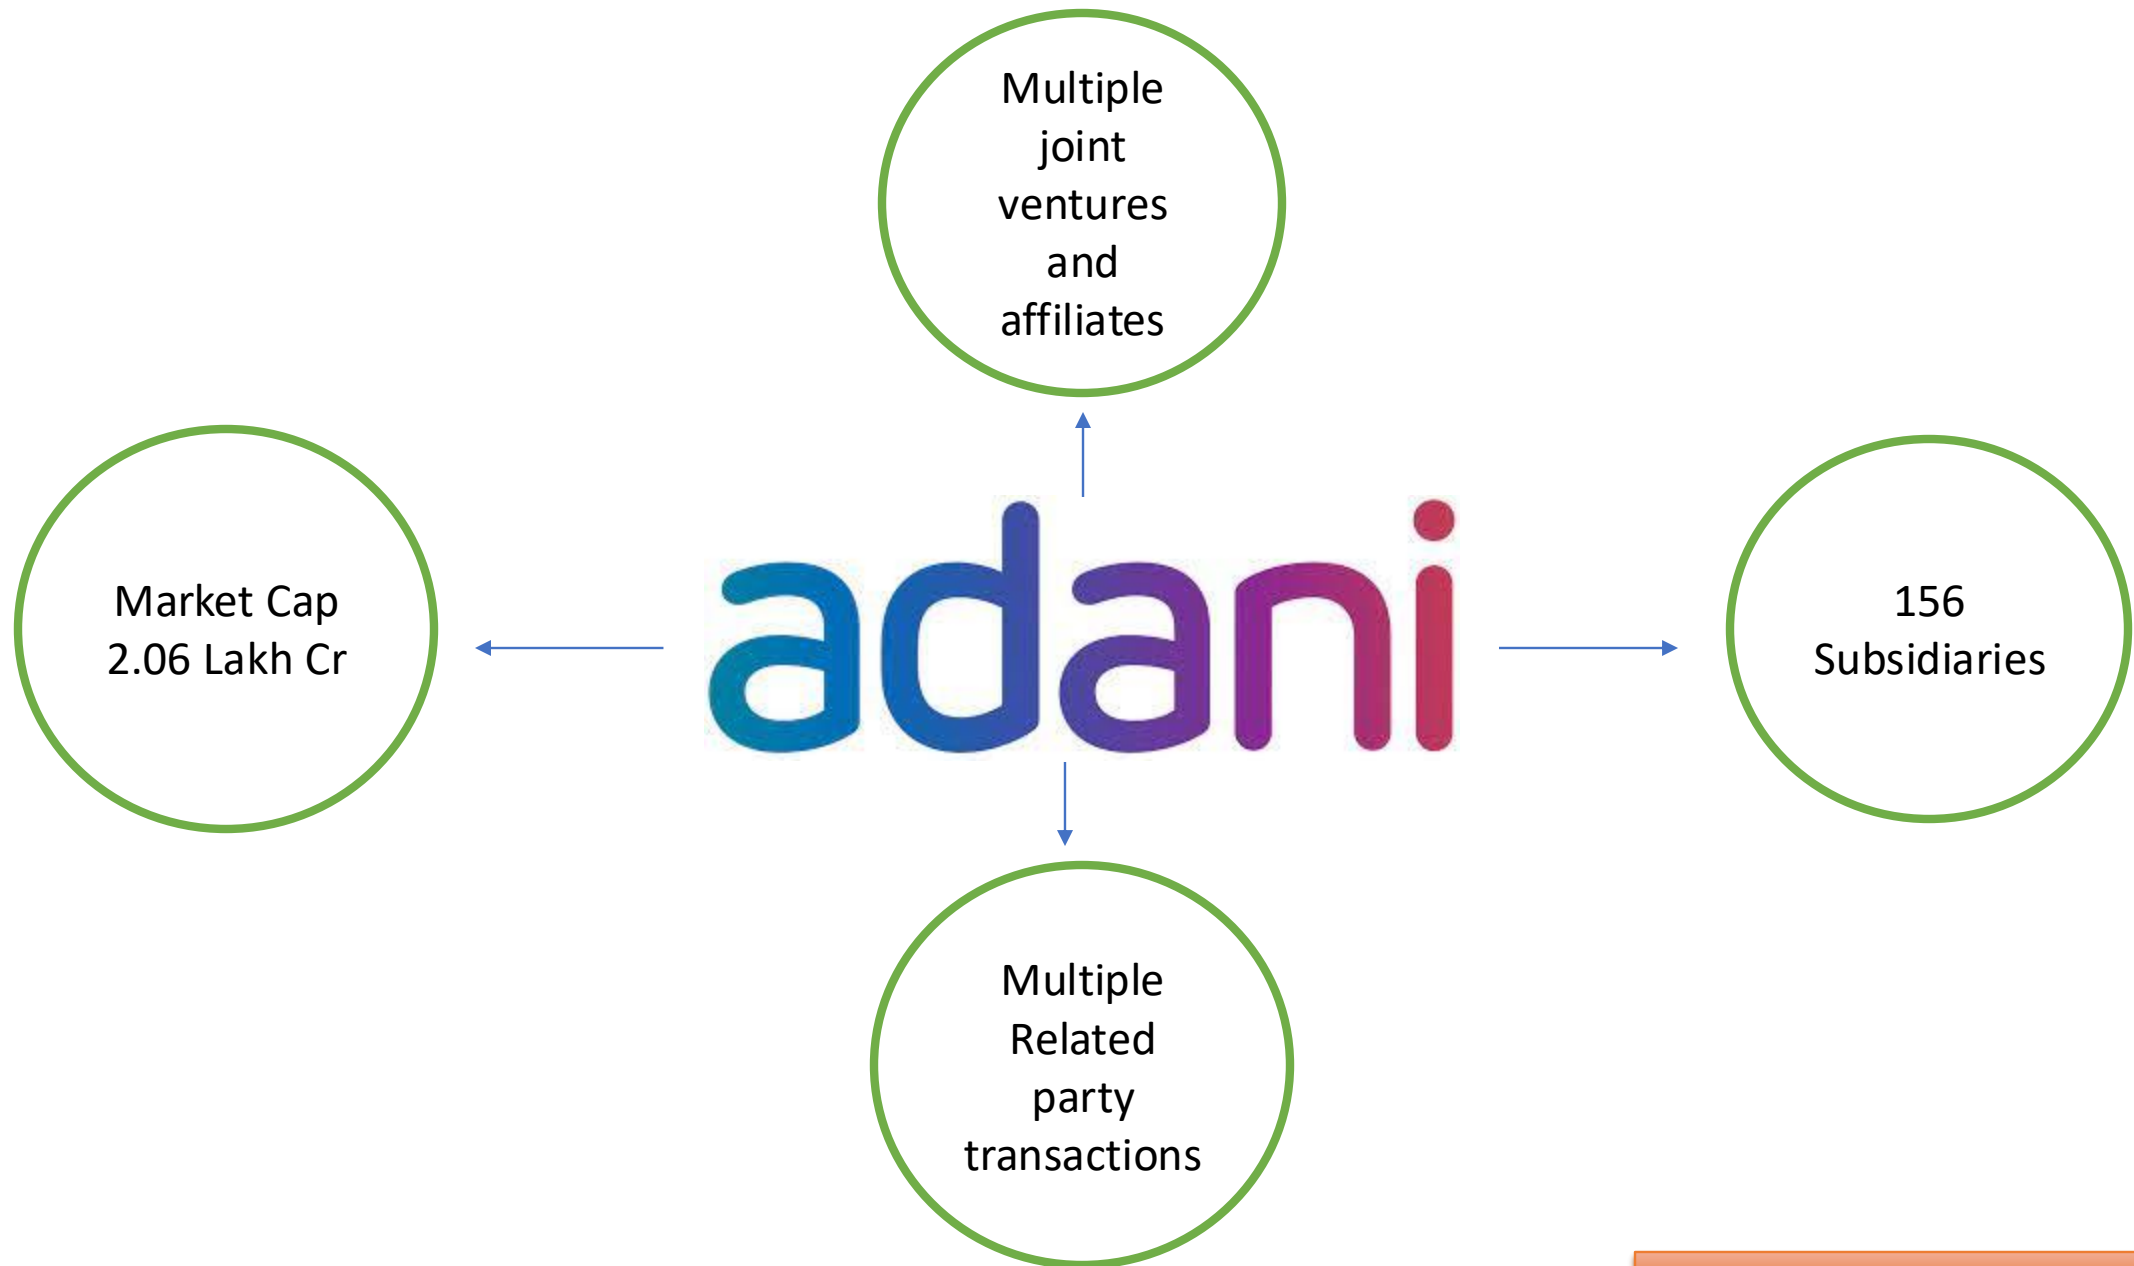 Multiple
joint
ventures
and
affiliates
Market Cap
2.06 Lakh Cr
adani
156
Subsidiaries
Multiple
Related
party
transactions